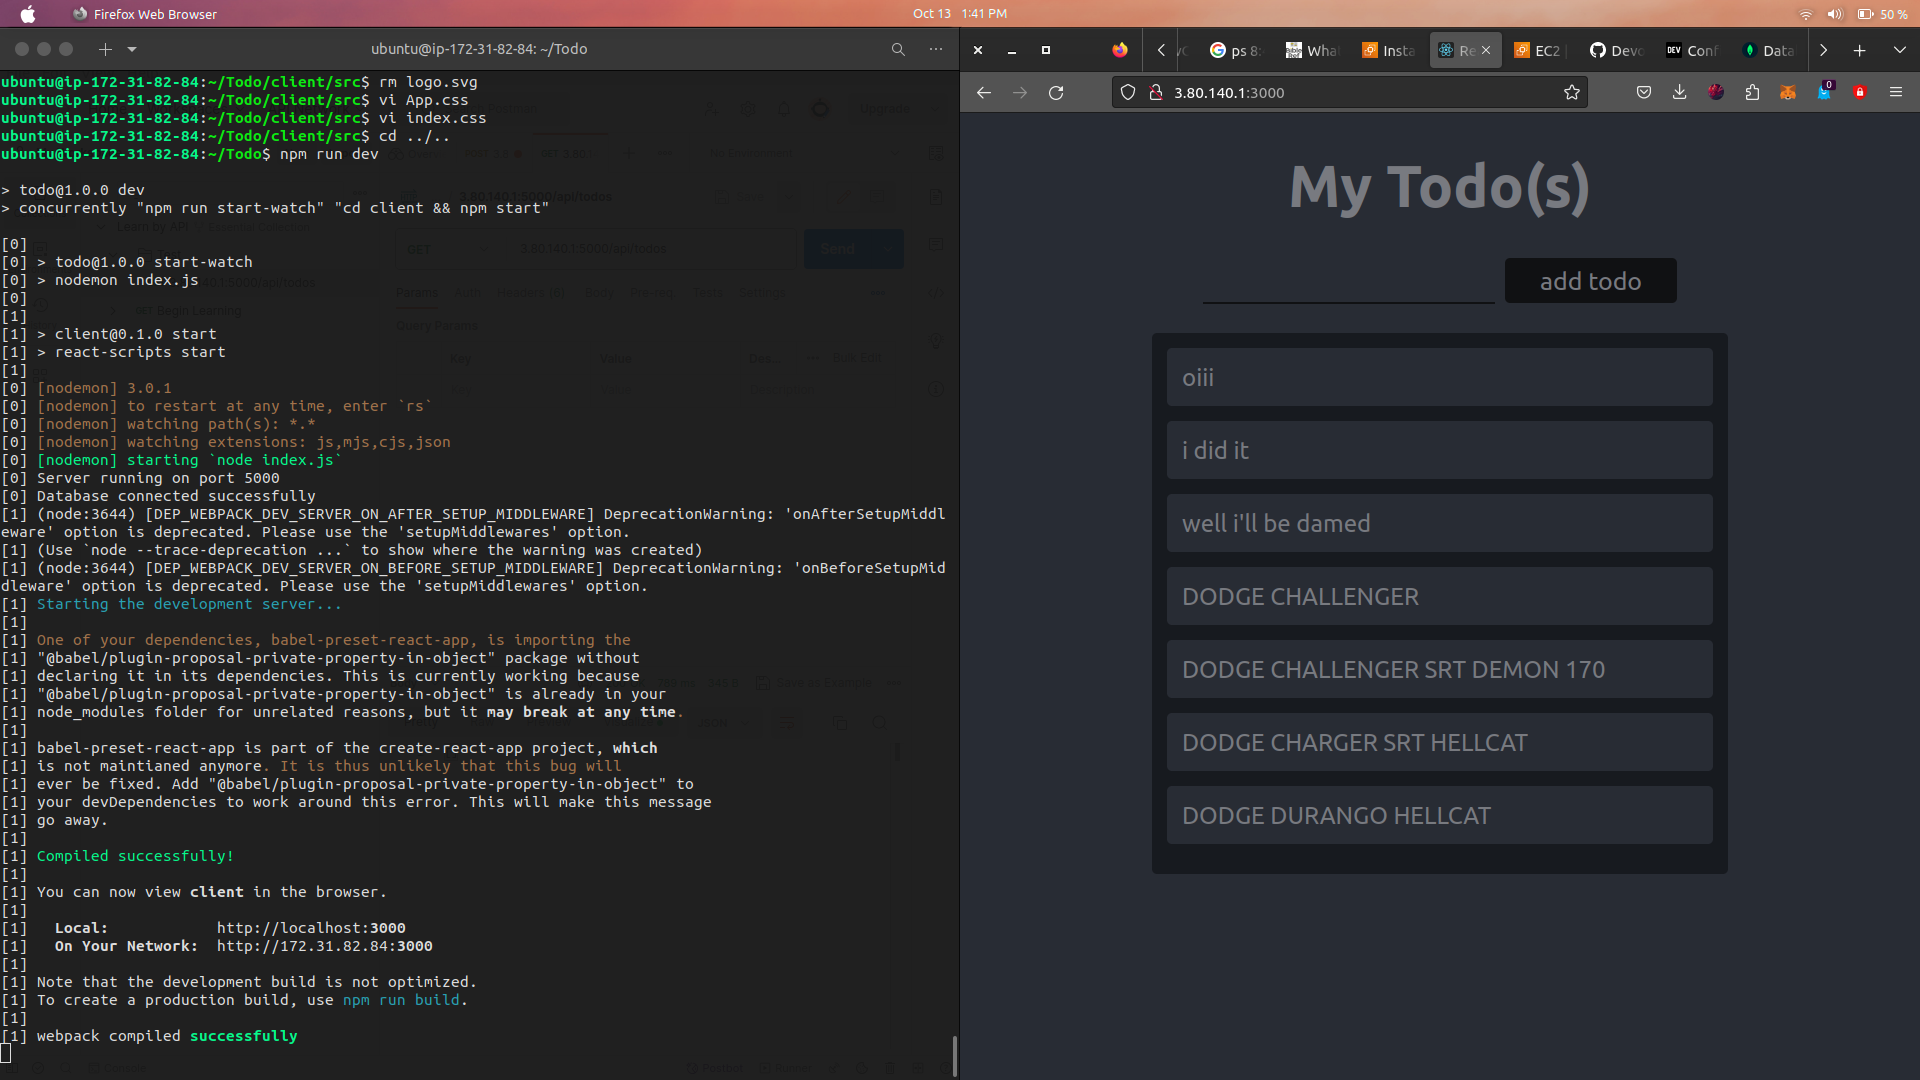 Firefox Web Browser
Oct 13 1:41 PM
50 %
ubuntu@ip-172-31-82-84: ~/Todo
ubuntu@ip-172-31-82-84:~/Todo/client/src$ rm logo.svg
ubuntu@ip-172-31-82-84:~/Todo/client/src$ vi App.css
ubuntu@ip-172-31-82-84:~/Todo/client/src$ vi index.css
ubuntu@ip-172-31-82-84:~/Todo/client/src$ cd ../..
ubuntu@ip-172-31-82-84:~/Todo$ npm run dev
> todo@1.0.0 dev
> concurrently "npm run start-watch" "cd client && npm start"
[0]
[0] > todo@1.0.0 start-watch
[0] > nodemon index.js
[0]
[1]
[1] > client@0.1.0 start
[1] > react-scripts start
[1]
[0] [nodemon] 3.0.1
[0] [nodemon] to restart at any time, enter `rs`
[0] [nodemon] watching path(s): *.*
[0] [nodemon] watching extensions: js,mjs,cjs,json
[0] [nodemon] starting `node index.js`
[0] Server running on port 5000
[0] Database connected successfully
[1] (node:3644) [DEP_WEBPACK_DEV_SERVER_ON_AFTER_SETUP_MIDDLEWARE] DeprecationWarning: 'onAfterSetupMiddl
eware' option is deprecated. Please use the 'setupMiddlewares' option.
[1] (Use `node --trace-deprecation ...` to show where the warning was created)
[1] (node:3644) [DEP_WEBPACK_DEV_SERVER_ON_BEFORE_SETUP_MIDDLEWARE] DeprecationWarning: 'onBeforeSetupMid
dleware' option is deprecated. Please use the 'setupMiddlewares' option.
[1] Starting the development server...
[1]
[1] One of your dependencies, babel-preset-react-app, is importing the
[1] "@babel/plugin-proposal-private-property-in-object" package without
[1] declaring it in its dependencies. This is currently working because
[1] "@babel/plugin-proposal-private-property-in-object" is already in your
[1] node_modules folder for unrelated reasons, but it may break at any time.
[1]
[1] babel-preset-react-app is part of the create-react-app project, which
[1] is not maintianed anymore. It is thus unlikely that this bug will
[1] ever be fixed. Add "@babel/plugin-proposal-private-property-in-object" to
[1] your devDependencies to work around this error. This will make this message
[1] go away.
[1]
[1] Compiled successfully!
[1]
[1] You can now view client in the browser.
[1]
[1] Local: http://localhost:3000
[1] On Your Network: http://172.31.82.84:3000
[1]
[1] Note that the development build is not optimized.
[1] To create a production build, use npm run build.
[1]
[1] webpack compiled successfully
ps 8:
Wha
Insta
Re
EC2
Devo
Conf
Data
3.80.140.1:3000
0
My Todo(s)
add todo
oiii
i did it
well i'll be damed
DODGE CHALLENGER
DODGE CHALLENGER SRT DEMON 170
DODGE CHARGER SRT HELLCAT
DODGE DURANGO HELLCAT